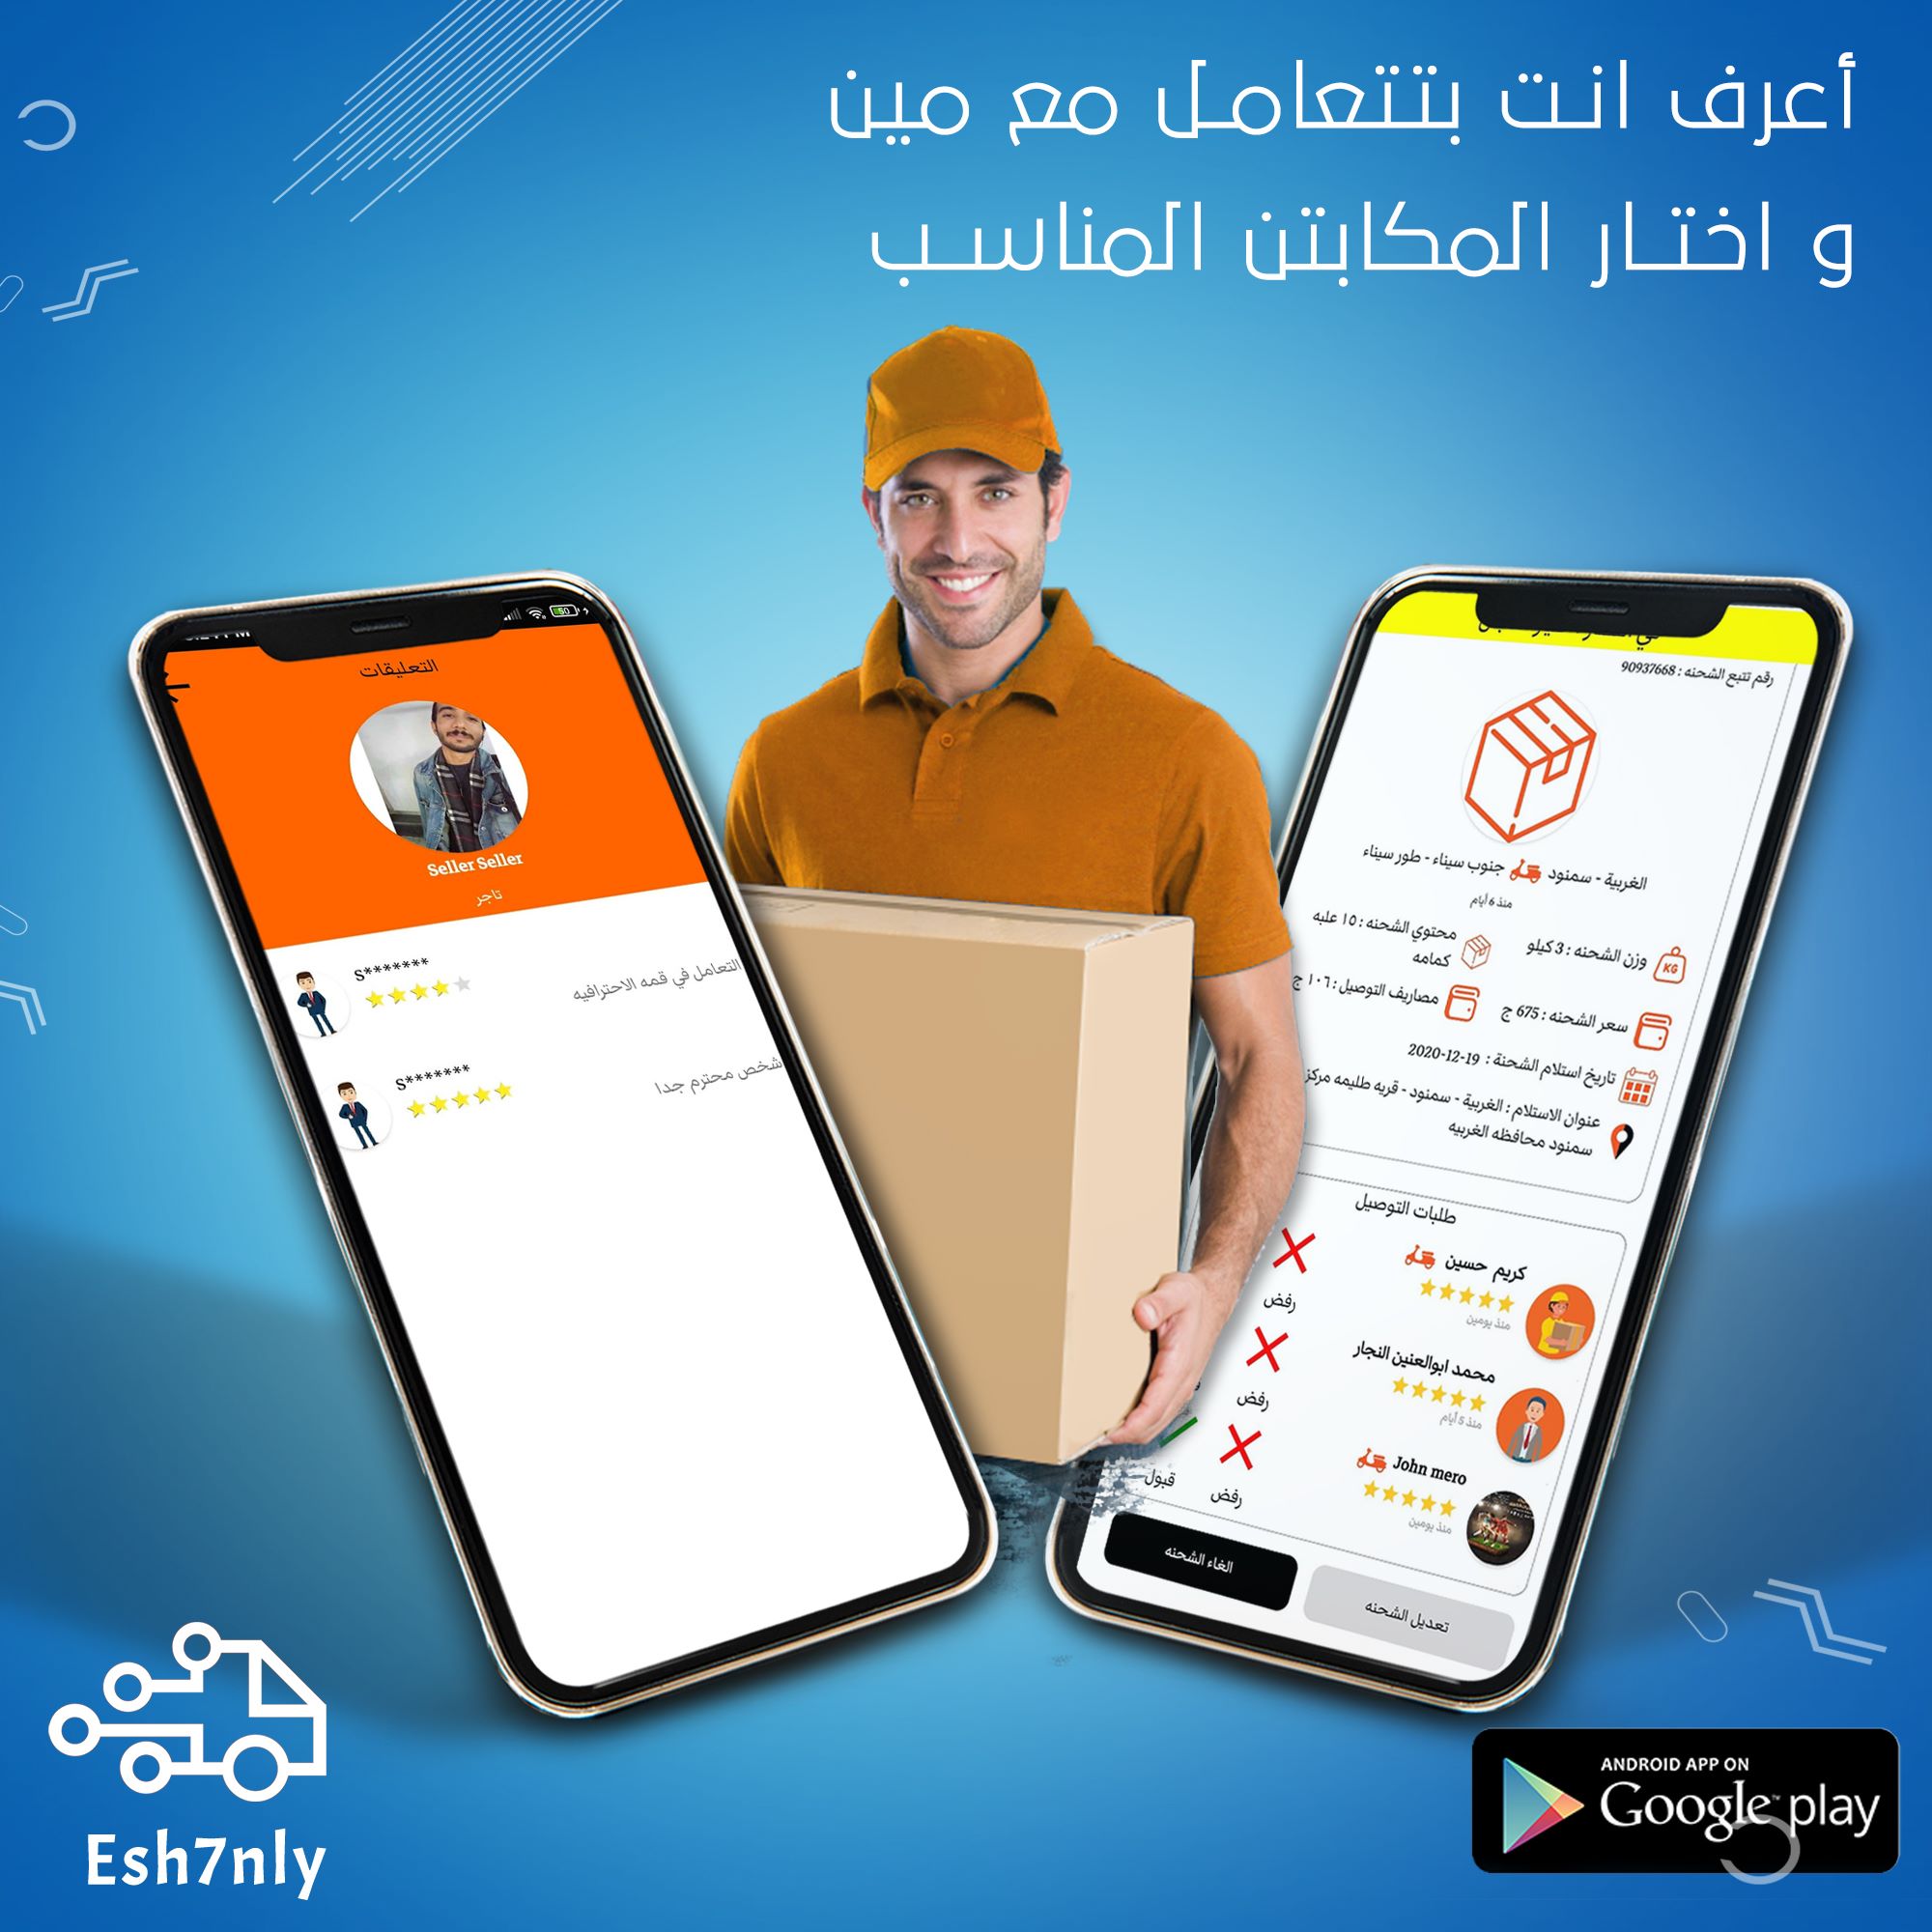 أعرف انت بتتعامل مع مين
و اختار المكابتن المناسب
التعليقات
Seller Seller
تاجر
S*******
التعامل في قمه الاحترافيه
S*******
شخص محترم جدا
رقم تتبع الشحنه : 90937668
الغربية - سمنود جنوب سيناء - طور سيناء
منذ 6 أيام
وزن الشحنه : 3 كيلو
KG
محتوي الشحنه : ١٥ علبه
كمامه
سعر الشحنه : 675 ج
مصاريف التوصيل : ١٠٦ ج
تاريخ استلام الشحنة : 19-12-2020
عنوان الاستلام : الغربية - سمنود - قريه طليمه مركز
سمنود محافظه الغربيه
طلبات التوصيل
كريم حسين
منذ يومين
رفض
محمد ابوالعنين النجار
منذ 5 أيام
رفض
John mero
منذ يومين
رفض
قبول
الغاء الشحنه
تعديل الشحنه
Esh7nly
ANDROID APP ON
Google play